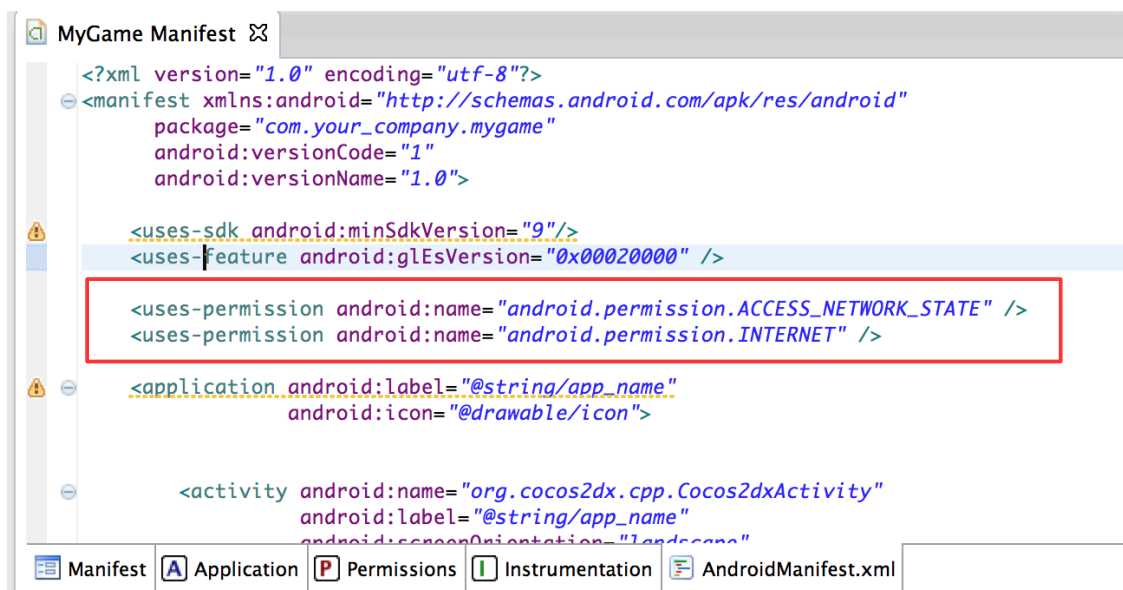 MyGame Manifest
<?xml version="1.0" encoding="utf-8"?>
<manifest xmlns:android="http://schemas.android.com/apk/res/android"
package="com.your_company.mygame"
android:versionCode="1"
android:versionName="1.0">
<uses-sdk android:minSdkVersion="9"/>
<uses-feature android:glEsVersion="0x00020000" />
<uses-permission android:name="android.permission.ACCESS_NETWORK_STATE" />
<uses-permission android:name="android.permission.INTERNET" />
<application android:label="@string/app_name"
android:icon="@drawable/icon">
<activity android:name="org.cocos2dx.cpp.Cocos2dxActivity"
android:label="@string/app_name"
android:screenOrientation="landscape"
Manifest A Application P Permissions I Instrumentation AndroidManifest.xml